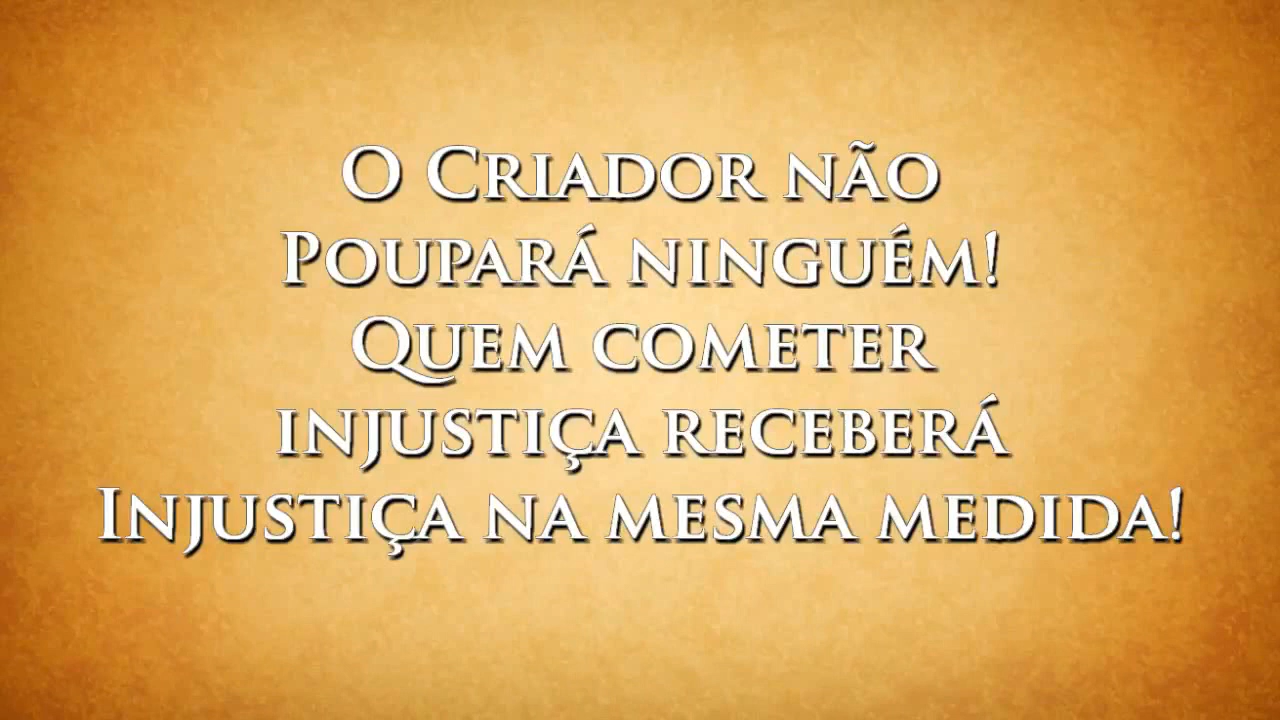 O Criador não
Poupará ninguém!
Quem cometer
injustiça receberá
Injustiça na mesma medida!